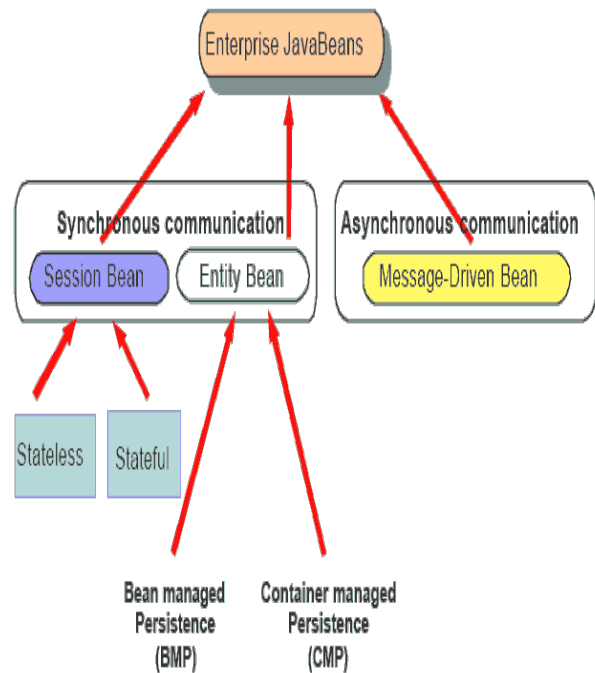 Enterprise JavaBeans
Synchronous communication
Asynchronous communication
Session Bean
Entity Bean
Message-Driven Bean
Stateless
Stateful
Bean managed
Persistence
(BMP)
Container managed
Persistence
(CMP)